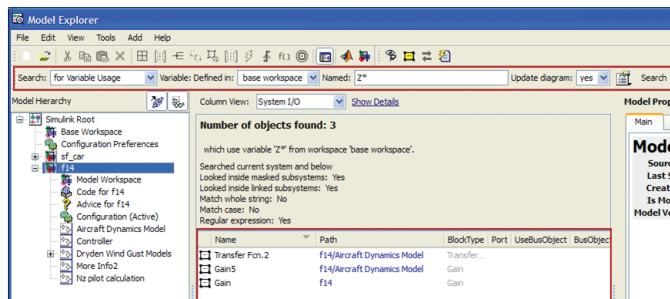 Model Explorer
File Edit View Tools Add Help
Search: for Variable Usage Variable: Defined in: base workspace Named: Z* Update diagram: yes Search
Model Hierarchy
Column View: System I/O Show Details
Model Prop
Simulink Root
Base Workspace
Configuration Preferences
sf_car
f14
Model Workspace
Code for f14
Advice for f14
Configuration (Active)
Aircraft Dynamics Model
Controller
Dryden Wind Gust Models
More Info2
Nz pilot calculation
Number of objects found: 3
which use variable 'Z*' from workspace 'base workspace'.
Searched current system and below
Looked inside masked subsystems: Yes
Looked inside linked subsystems: Yes
Match whole string: No
Match case: No
Regular expression: Yes
Name Path BlockType Port UseBusObject BusObject
Transfer Fcn.2 f14/Aircraft Dynamics Model Transfer...
Gain5 f14/Aircraft Dynamics Model Gain
Gain f14 Gain
Main
Mode
Sourc
Last S
Creat
Is Mo
Model Ve